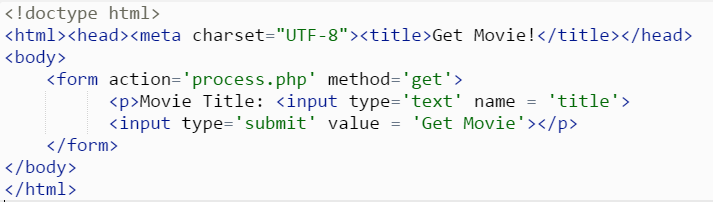 <!doctype html>
<html><head><meta charset="UTF-8"><title>Get Movie!</title></head>
<body>
<form action='process.php' method='get'>
<p>Movie Title: <input type='text' name = 'title'>
<input type='submit' value = 'Get Movie'></p>
</form>
</body>
</html>